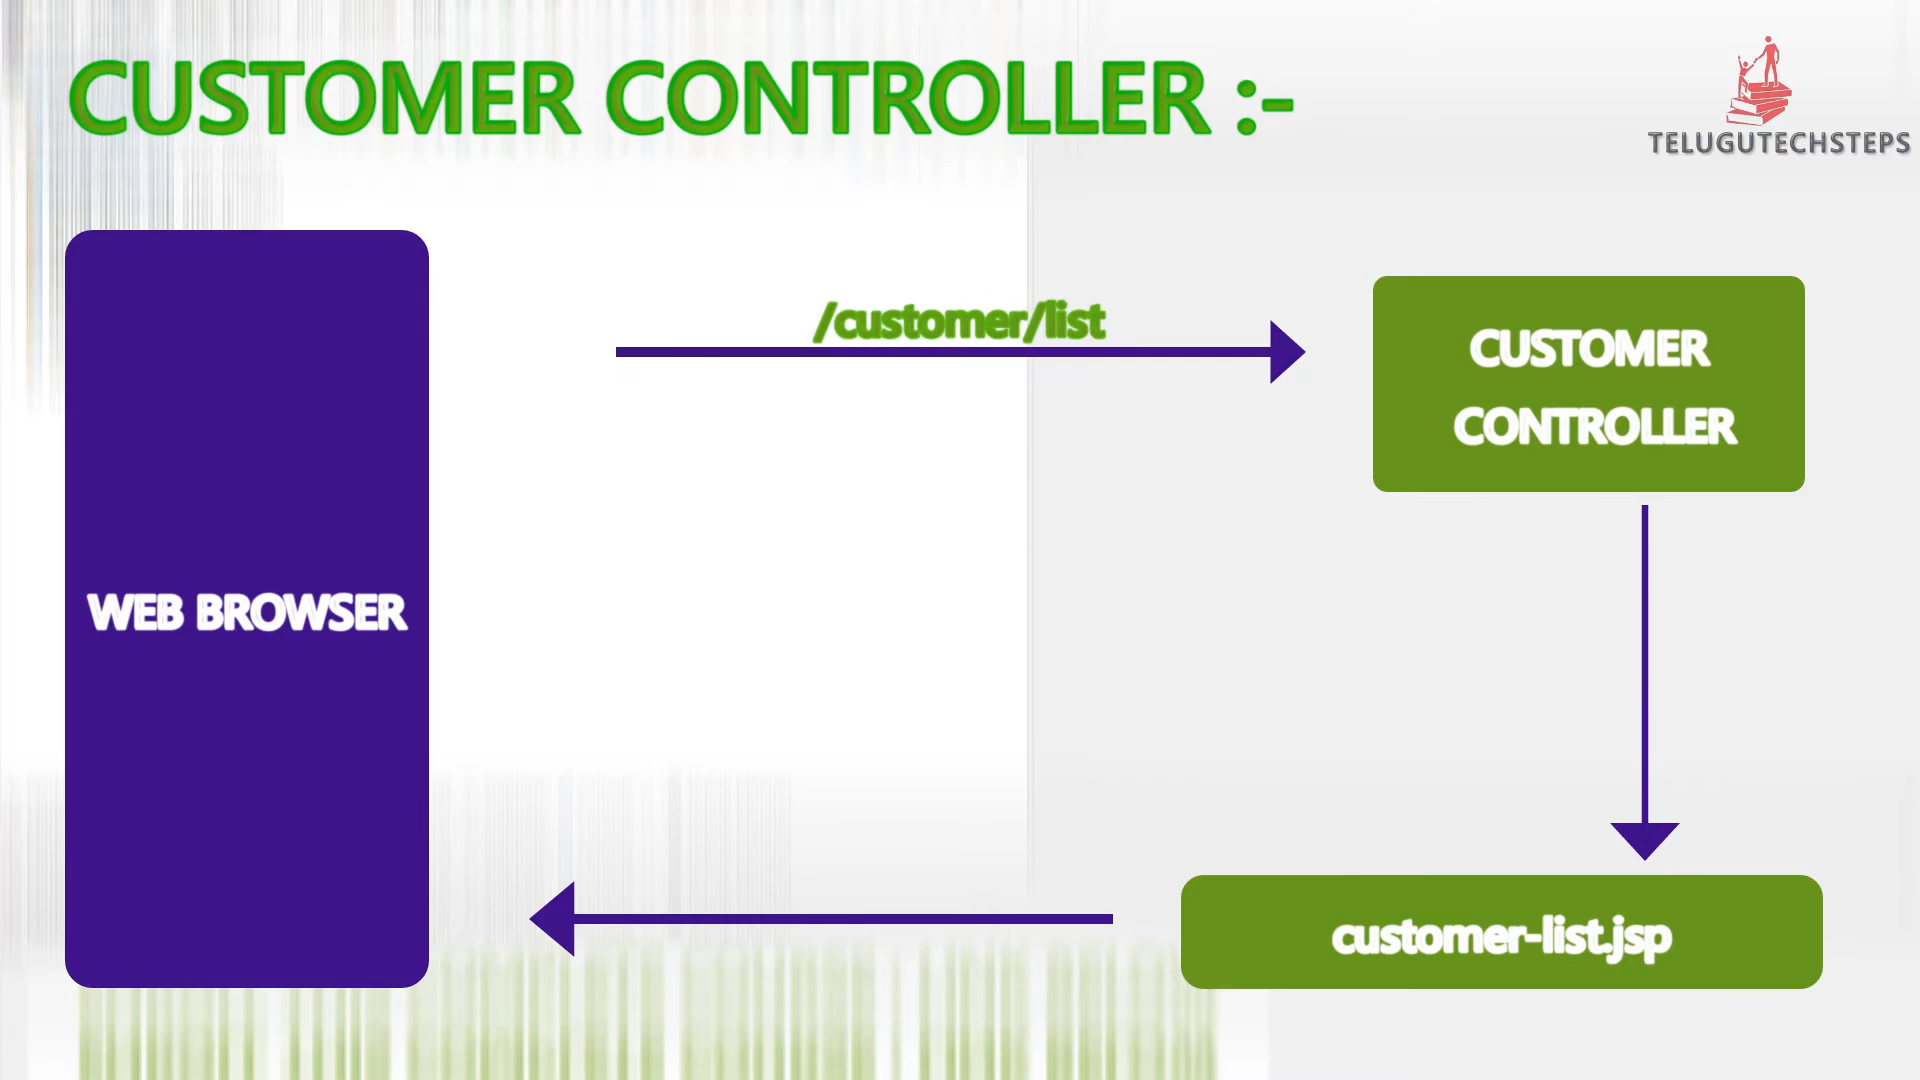 CUSTOMER CONTROLLER :-
TELUGUTECHSTEPS
/customer/list
CUSTOMER
CONTROLLER
WEB BROWSER
customer-list.jsp